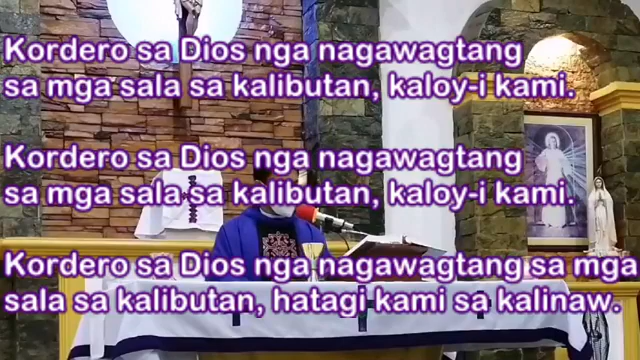 Kordero sa Dios nga nagawagtang
sa mga sala sa kalibutan, kaloy-i kami.
Kordero sa Dios nga nagawagtang
sa mga sala sa kalibutan, kaloy-i kami.
Kordero sa Dios nga nagawagtang sa mga
sala sa kalibutan, hatagi kami sa kalinaw.